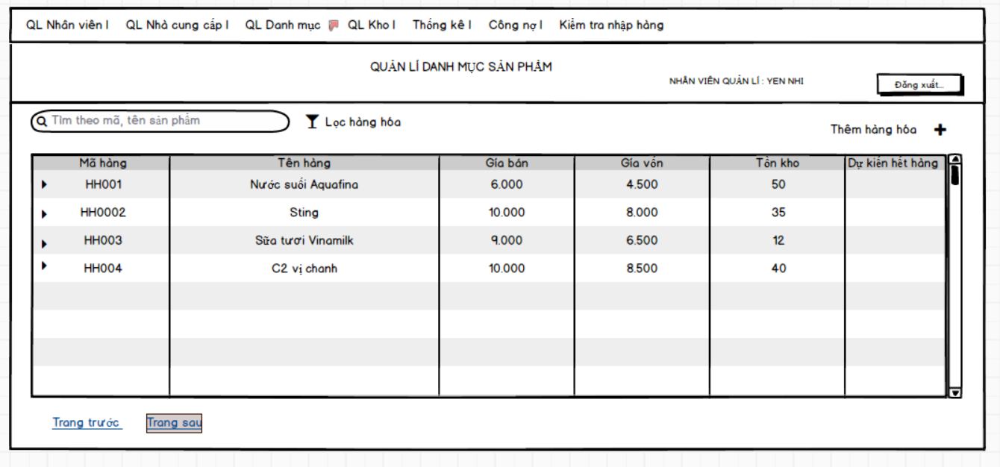 QL Nhân viên I QL Nhà cung cấp I QL Danh mục QL Kho I Thống kê I Công nợ I Kiểm tra nhập hàng
QUẢN LÍ DANH MỤC SẢN PHẨM
NHÂN VIÊN QUẢN LÍ : YEN NHI
Đăng xuất...
Tìm theo mã, tên sản phẩm
Lọc hàng hóa
Thêm hàng hóa
Mã hàng Tên hàng Gía bán Gía vốn Tồn kho Dự kiến hết hàng
HH001 Nước suối Aquafina 6.000 4.500 50
HH0002 Sting 10.000 8.000 35
HH003 Sữa tươi Vinamilk 9.000 6.500 12
HH004 C2 vị chanh 10.000 8.500 40
Trang trước Trang sau